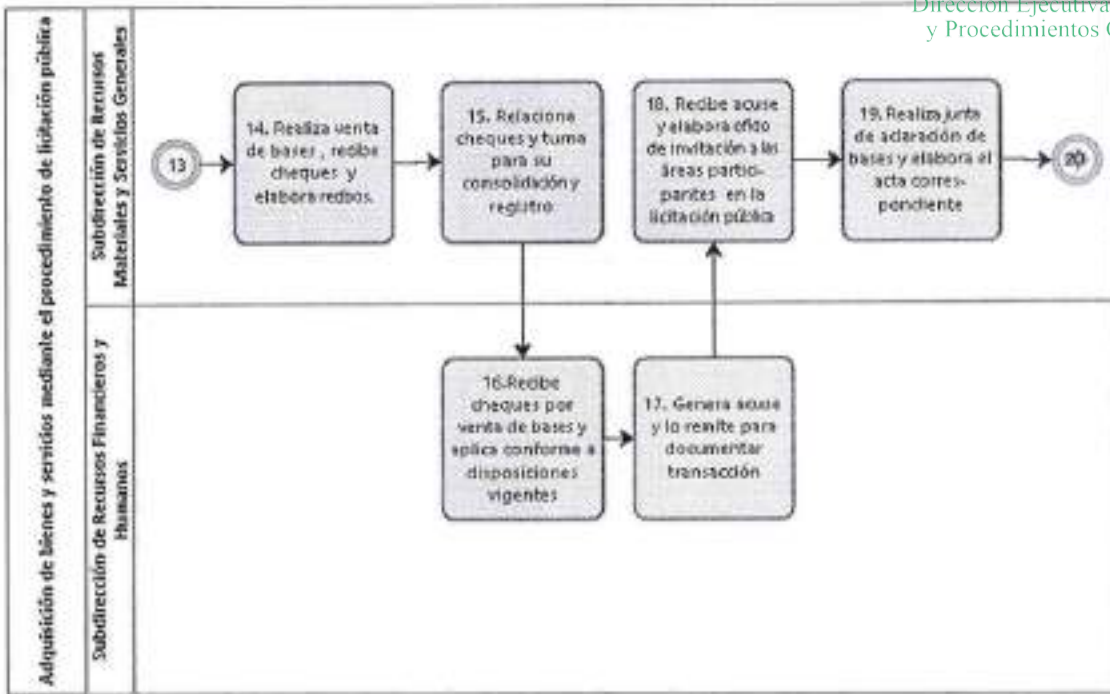 Dirección Ejecutiva
y Procedimientos
Adquisición de bienes y servicios mediante el procedimiento de licitación pública
Subdirección de Recursos
Materiales y Servicios Generales
13
14. Realiza venta
de bases , recibe
cheques y
elabora recibos.
15. Relaciona
cheques y turna
para su
consolidación y
registro
18. Recibe acuse
y elabora oficio
de invitación a las
áreas partici-
pantes en la
licitación pública
19. Realiza junta
de aclaración de
bases y elabora el
acta corres-
pondiente
20
Subdirección de Recursos Financieros y
Humanos
16.Recibe
cheques por
venta de bases y
aplica conforme a
disposiciones
vigentes
17. Genera acuse
y lo remite para
documentar
transacción